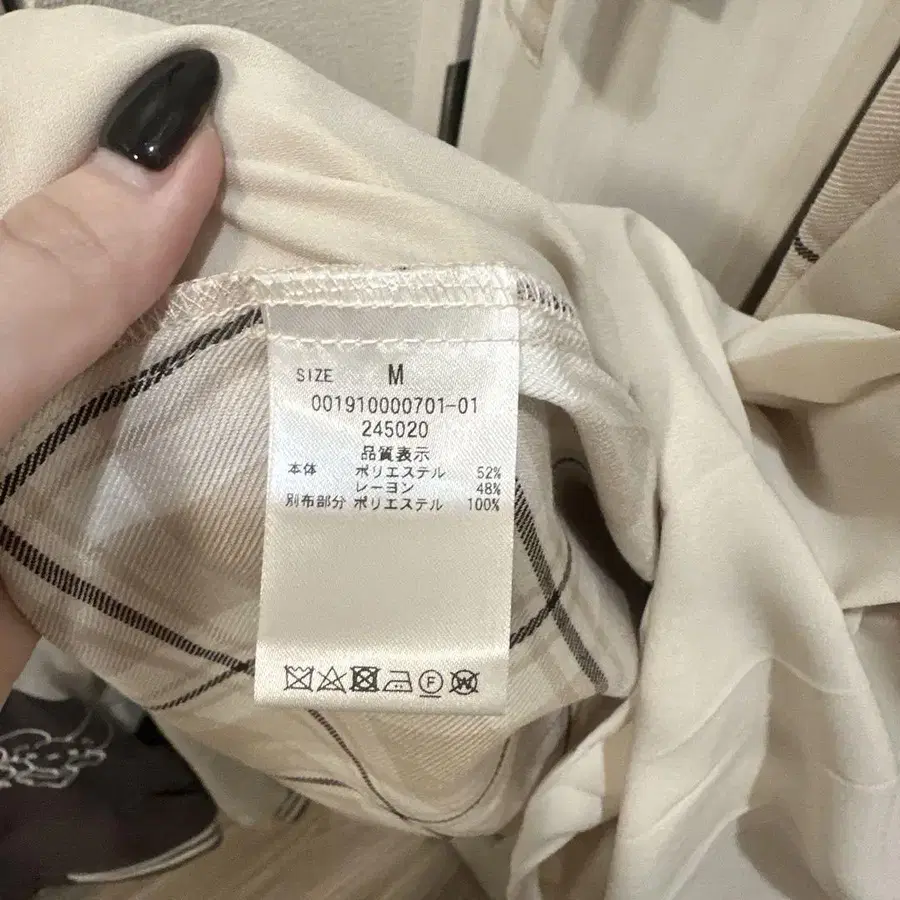 SIZE M
001910000701-01
245020
品質表示
本体 ポリエステル 52%
レーヨン 48%
別布部分 ポリエステル 100%
F
W